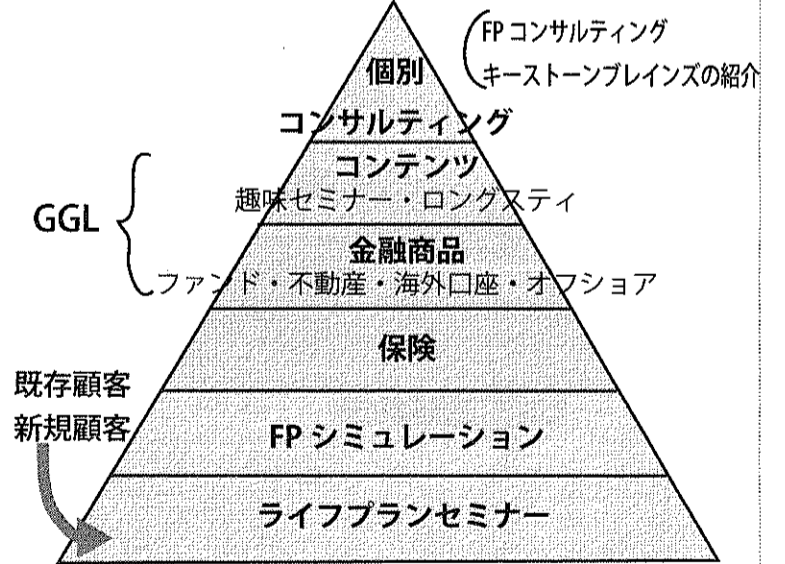 FP コンサルティング
キーストーンブレインズの紹介
個別
コンサルティング
コンテンツ
趣味セミナー・ロングスティ
GGL
金融商品
ファンド・不動産・海外口座・オフショア
保険
既存顧客
新規顧客
FP シミュレーション
ライフプランセミナー